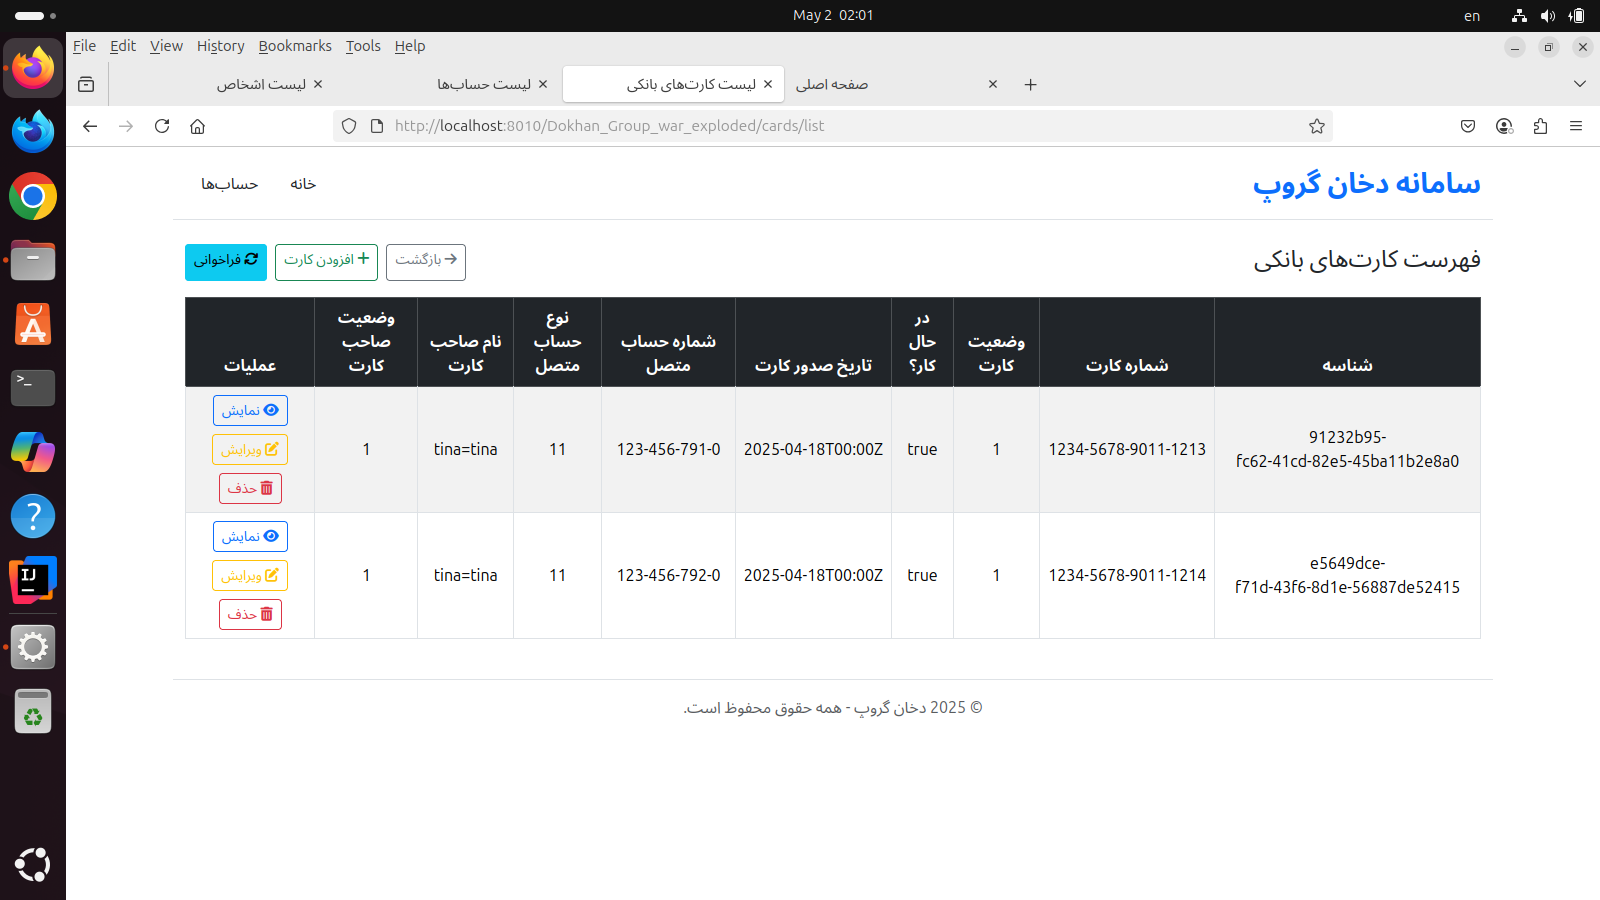 May 2 02:01
en
File Edit View History Bookmarks Tools Help
لیست اشخاص
لیست حساب‌ها
لیست کارت‌های بانکی
صفحه اصلی
http://localhost:8010/Dokhan_Group_war_exploded/cards/list
سامانه دخان گروپ
خانه
حساب‌ها
فهرست کارت‌های بانکی
بازگشت
افزودن کارت
فراخوانی
شناسه
شماره کارت
وضعیت کارت
در حال کار؟
تاریخ صدور کارت
شماره حساب متصل
نوع حساب متصل
نام صاحب کارت
وضعیت صاحب کارت
عملیات
91232b95-
fc62-41cd-82e5-45ba11b2e8a0
1234-5678-9011-1213
1
true
2025-04-18T00:00Z
123-456-791-0
11
tina=tina
1
نمایش
ویرایش
حذف
e5649dce-
f71d-43f6-8d1e-56887de52415
1234-5678-9011-1214
1
true
2025-04-18T00:00Z
123-456-792-0
11
tina=tina
1
نمایش
ویرایش
حذف
© 2025 دخان گروپ - همه حقوق محفوظ است.